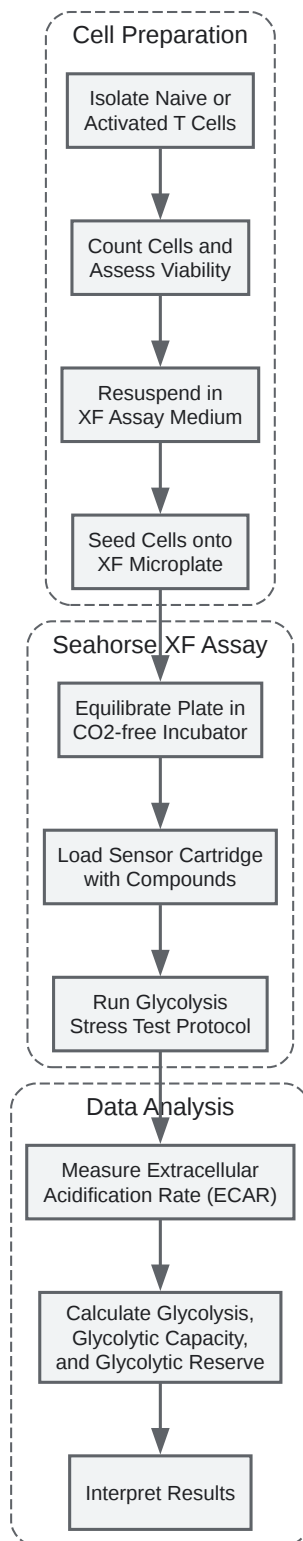 Cell Preparation
Isolate Naive or
Activated T Cells
Count Cells and
Assess Viability
Resuspend in
XF Assay Medium
Seed Cells onto
XF Microplate
Seahorse XF Assay
Equilibrate Plate in
CO2-free Incubator
Load Sensor Cartridge
with Compounds
Run Glycolysis
Stress Test Protocol
Data Analysis
Measure Extracellular
Acidification Rate (ECAR)
Calculate Glycolysis,
Glycolytic Capacity,
and Glycolytic Reserve
Interpret Results